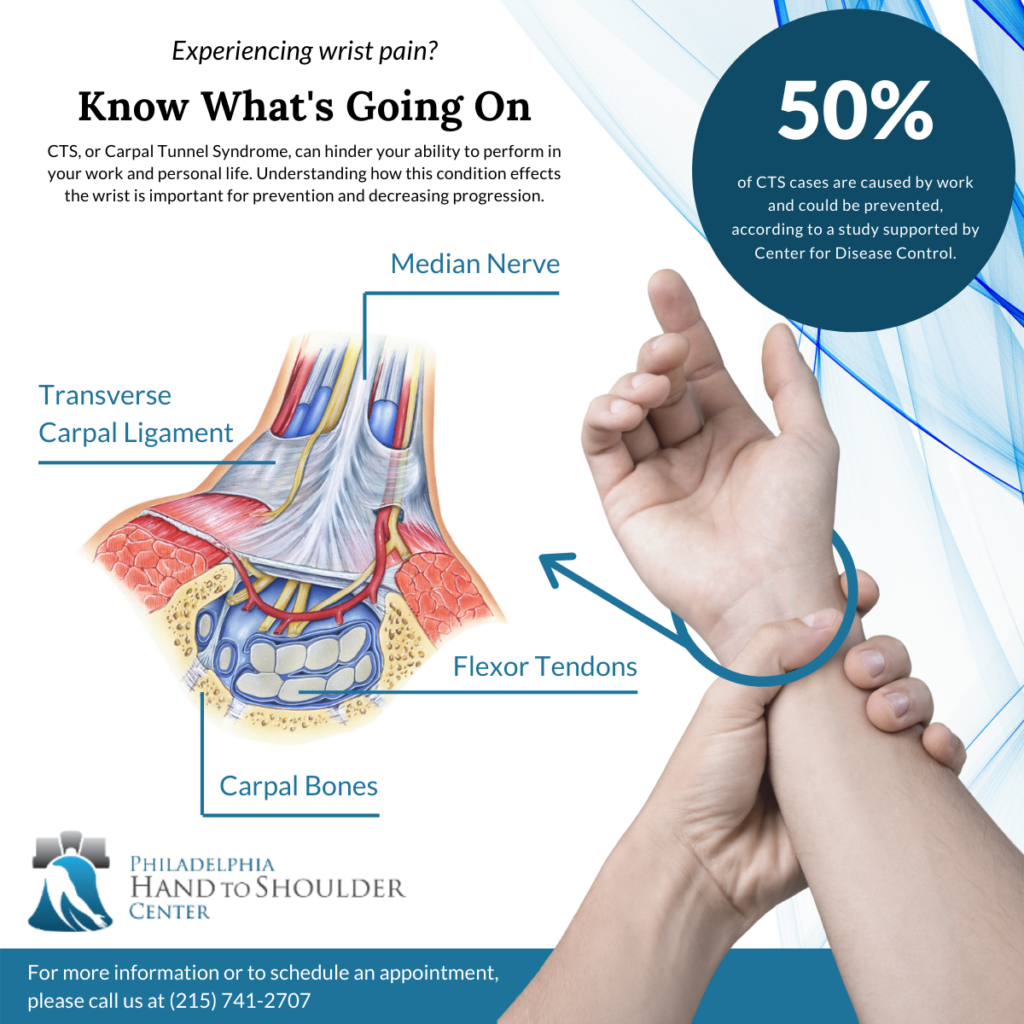 Experiencing wrist pain?
Know What's Going On
CTS, or Carpal Tunnel Syndrome, can hinder your ability to perform in
your work and personal life. Understanding how this condition effects
the wrist is important for prevention and decreasing progression.
50%
of CTS cases are caused by work
and could be prevented,
according to a study supported by
Center for Disease Control.
Median Nerve
Transverse
Carpal Ligament
Flexor Tendons
Carpal Bones
PHILADELPHIA
HAND TO SHOULDER
CENTER
For more information or to schedule an appointment,
please call us at (215) 741-2707